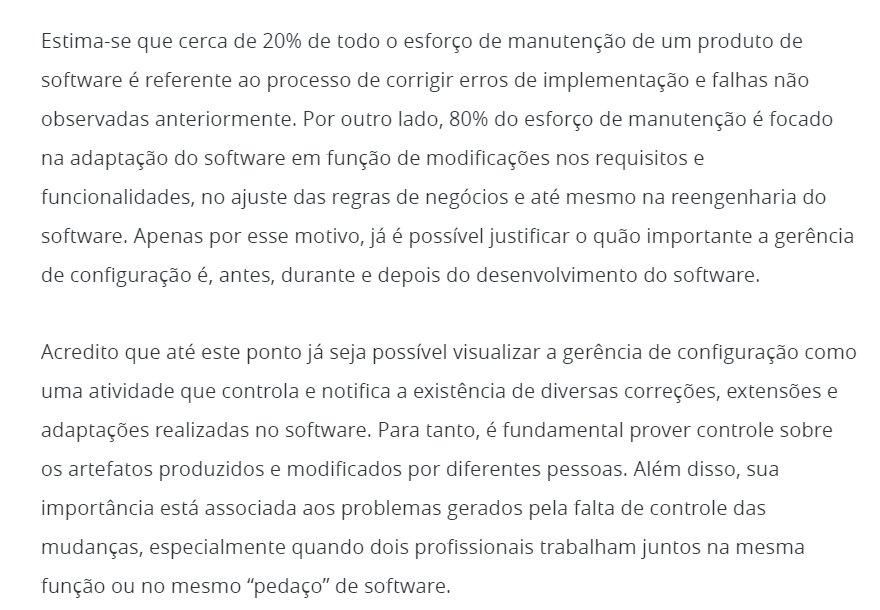 Estima-se que cerca de 20% de todo o esforço de manutenção de um produto de
software é referente ao processo de corrigir erros de implementação e falhas não
observadas anteriormente. Por outro lado, 80% do esforço de manutenção é focado
na adaptação do software em função de modificações nos requisitos e
funcionalidades, no ajuste das regras de negócios e até mesmo na reengenharia do
software. Apenas por esse motivo, já é possível justificar o quão importante a gerência
de configuração é, antes, durante e depois do desenvolvimento do software.
Acredito que até este ponto já seja possível visualizar a gerência de configuração como
uma atividade que controla e notifica a existência de diversas correções, extensões e
adaptações realizadas no software. Para tanto, é fundamental prover controle sobre
os artefatos produzidos e modificados por diferentes pessoas. Além disso, sua
importância está associada aos problemas gerados pela falta de controle das
mudanças, especialmente quando dois profissionais trabalham juntos na mesma
função ou no mesmo “pedaço” de software.